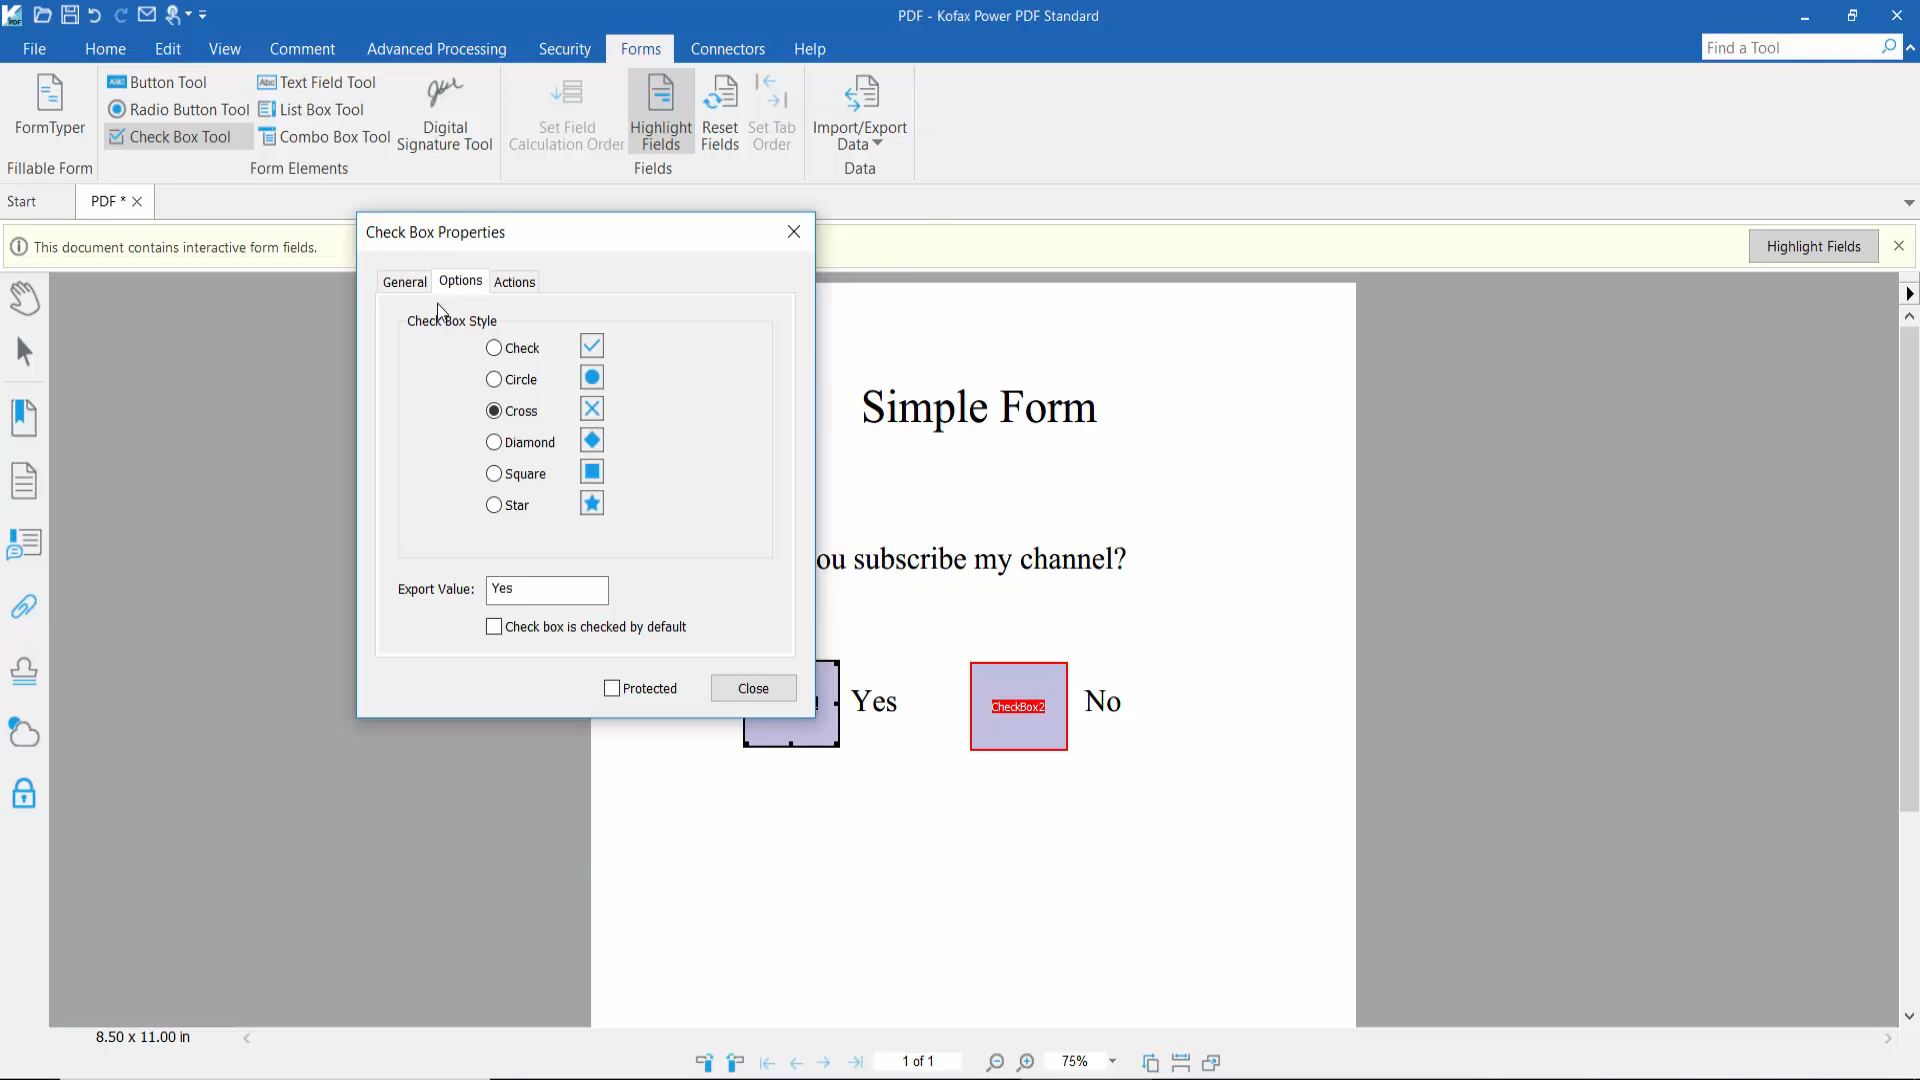 PDF - Kofax Power PDF Standard
File Home Edit View Comment Advanced Processing Security Forms Connectors Help
Find a Tool
FormTyper
Fillable Form
Button Tool
Radio Button Tool
Check Box Tool
Text Field Tool
List Box Tool
Combo Box Tool
Digital
Signature Tool
Form Elements
Set Field
Calculation Order
Highlight
Fields
Reset
Fields
Set Tab
Order
Fields
Import/Export
Data
Data
Start
PDF *
This document contains interactive form fields.
Highlight Fields
Check Box Properties
General Options Actions
Check Box Style
Check
Circle
Cross
Diamond
Square
Star
Export Value: Yes
Check box is checked by default
Protected
Close
Simple Form
ou subscribe my channel?
Yes
CheckBox2
No
8.50 x 11.00 in
1 of 1
75%